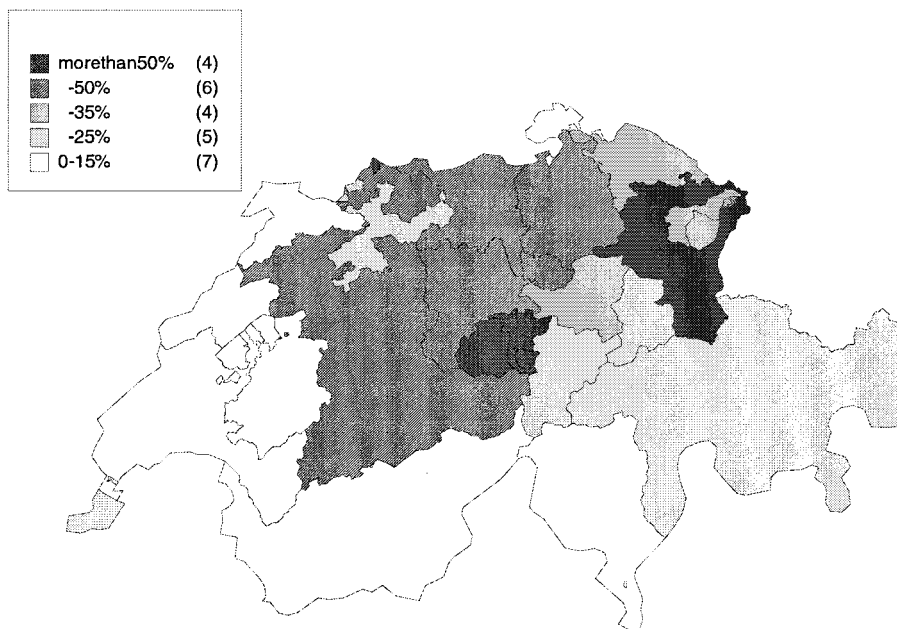 morethan50% (4)
-50% (6)
-35% (4)
-25% (5)
0-15% (7)